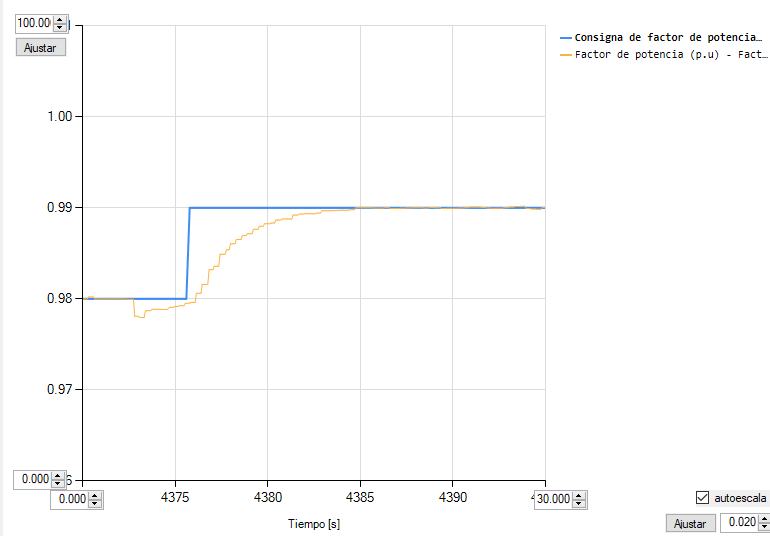 100.00
Ajustar
Consigna de factor de potencia…
Factor de potencia (p.u) - Fact…
1.00
0.99
0.98
0.97
0.000
6
0.000
4375
4380
4385
4390
30.000
Tiempo [s]
autoescala
Ajustar
0.020